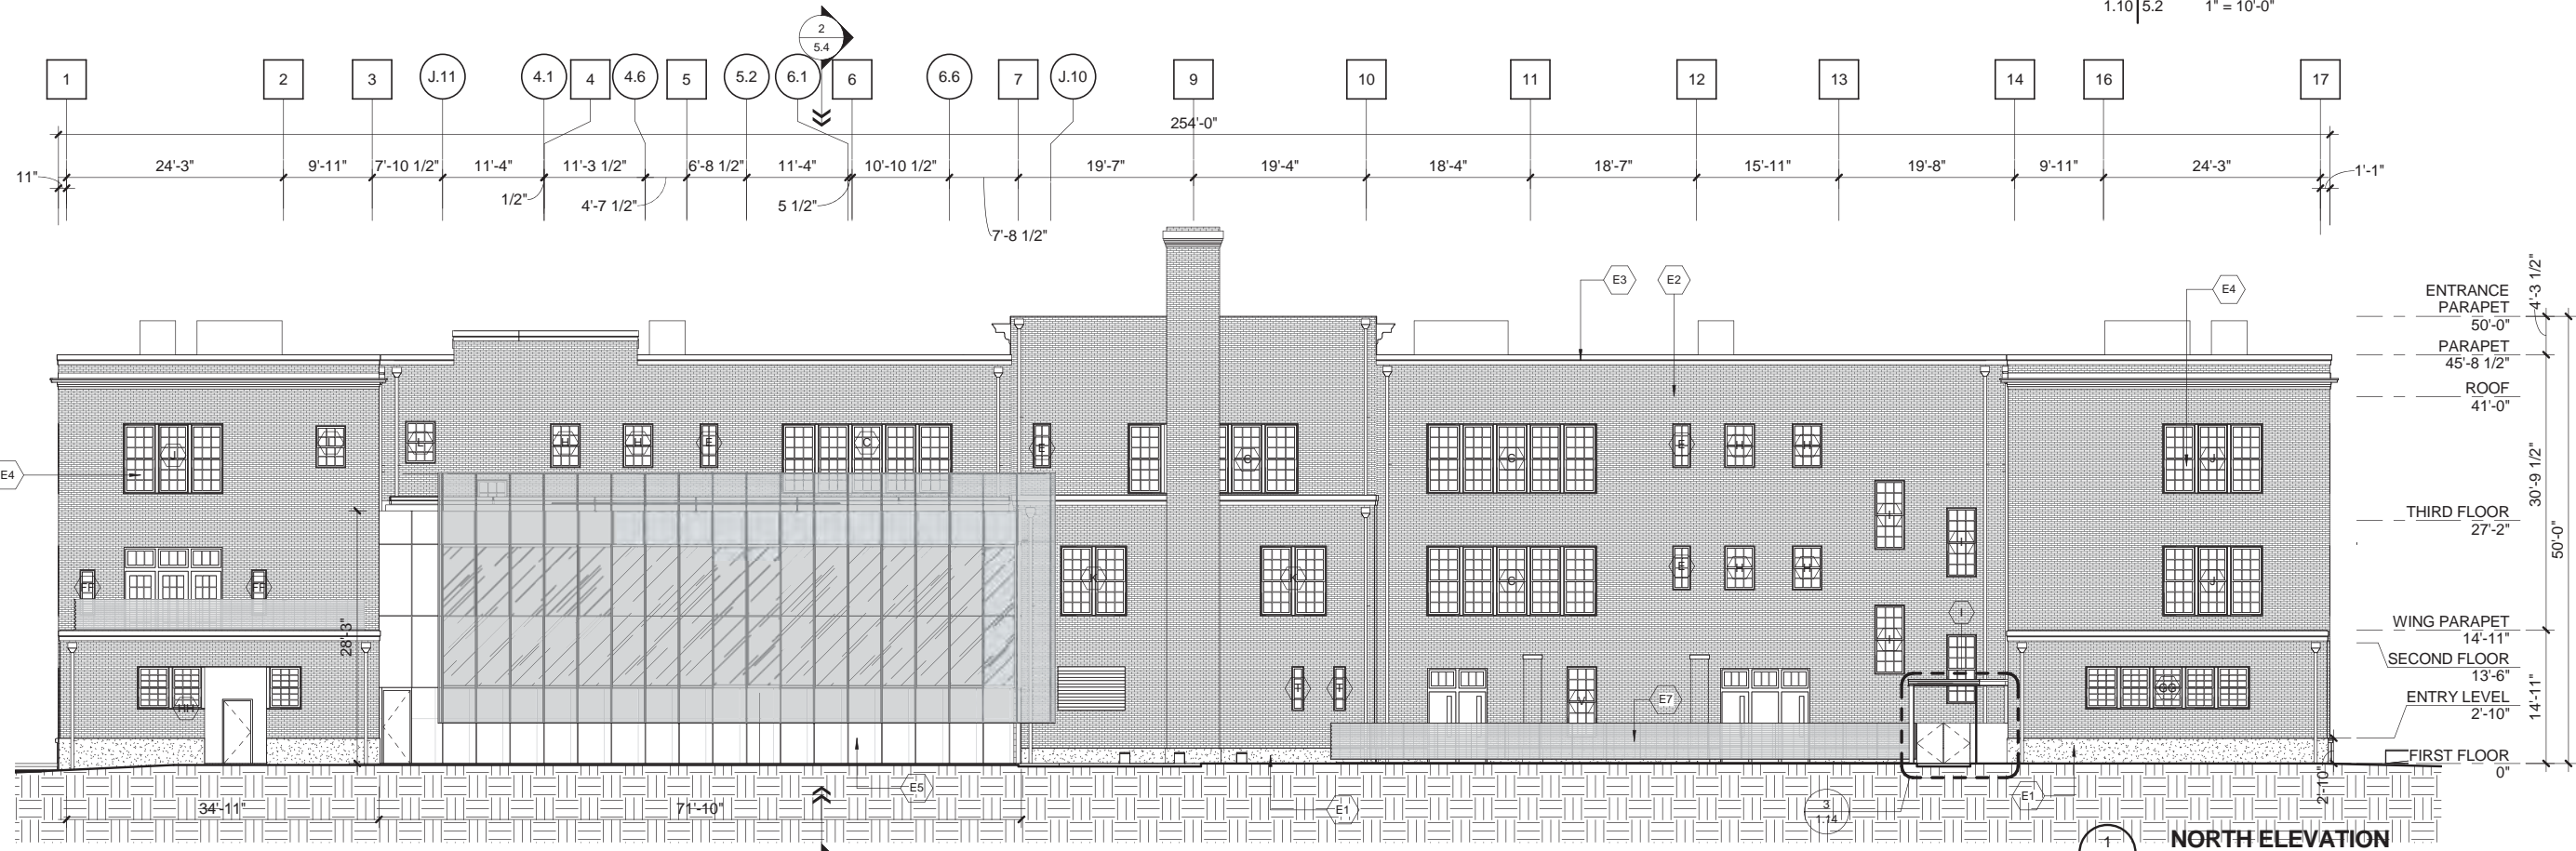 1.10 5.2 1" = 10'-0"
2
5.4
1 2 3 J.11 4.1 4 4.6 5 5.2 6.1 6 6.6 7 J.10 9 10 11 12 13 14 16 17
254'-0"
11" 24'-3" 9'-11" 7'-10 1/2" 11'-4" 11'-3 1/2" 6'-8 1/2" 11'-4" 10'-10 1/2" 19'-7" 19'-4" 18'-4" 18'-7" 15'-11" 19'-8" 9'-11" 24'-3" 1'-1"
1/2" 4'-7 1/2" 5 1/2"
7'-8 1/2"
E3 E2 E4
4'-3 1/2"
ENTRANCE
PARAPET
50'-0"
PARAPET
45'-8 1/2"
ROOF
41'-0"
J L L H H F C E C C E H H J
E4
30'-9 1/2"
THIRD FLOOR
27'-2"
50'-0"
I I
FF FF K K C E H H J
28'-3"
I I
WING PARAPET
14'-11"
SECOND FLOOR
13'-6"
ENTRY LEVEL
2'-10"
14'-11"
HH T T V E7 GG
FIRST FLOOR
0"
2'-10"
E5 E1 E1
3
1.14
34'-11" 71'-10"
1 NORTH ELEVATION